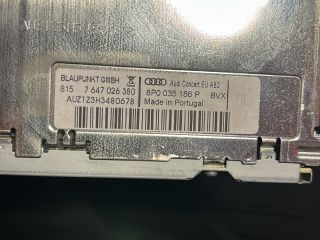 BLAUPUNKT GMBH
Audi Concert EU AB2
815 7 647 026 380
8P0 035 186 P BVX
AUZ1Z3H3480678
Made in Portugal